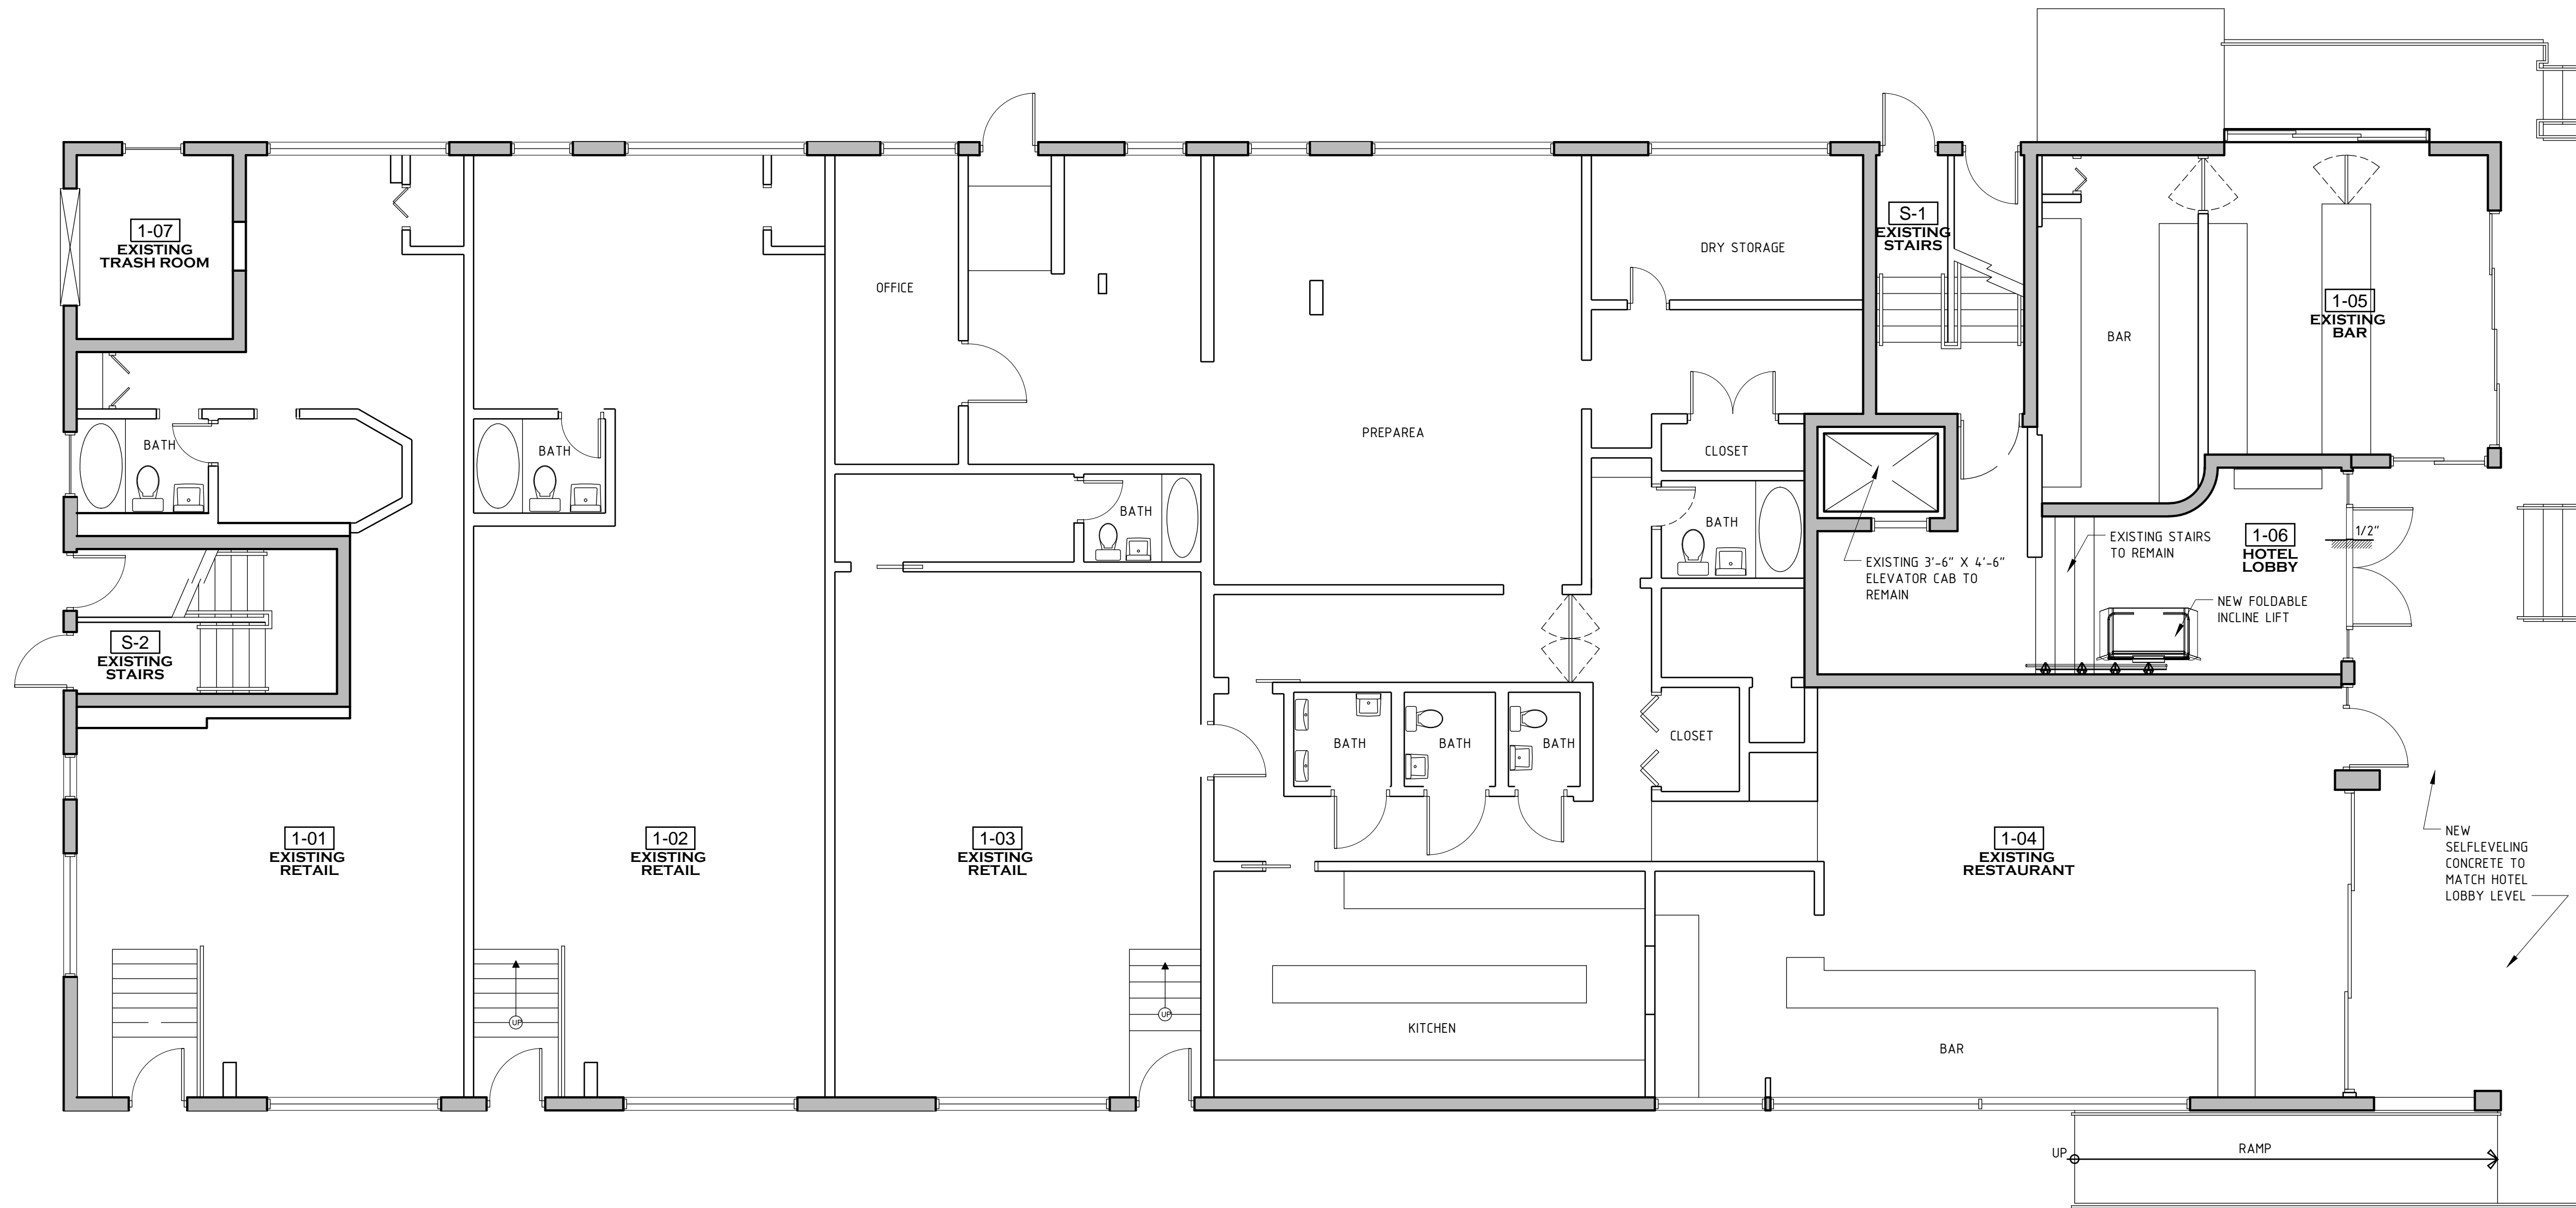 1-07
EXISTING
TRASH ROOM
S-1
EXISTING
STAIRS
DRY STORAGE
OFFICE
1-05
EXISTING
BAR
BAR
PREPAREA
CLOSET
BATH
BATH
BATH
BATH
EXISTING 3'-6" X 4'-6"
ELEVATOR CAB TO
REMAIN
EXISTING STAIRS
TO REMAIN
1-06
HOTEL
LOBBY
1/2"
NEW FOLDABLE
INCLINE LIFT
S-2
EXISTING
STAIRS
BATH
BATH
BATH
CLOSET
1-01
EXISTING
RETAIL
1-02
EXISTING
RETAIL
1-03
EXISTING
RETAIL
1-04
EXISTING
RESTAURANT
NEW
SELFLEVELING
CONCRETE TO
MATCH HOTEL
LOBBY LEVEL
UP
UP
KITCHEN
BAR
UP
RAMP